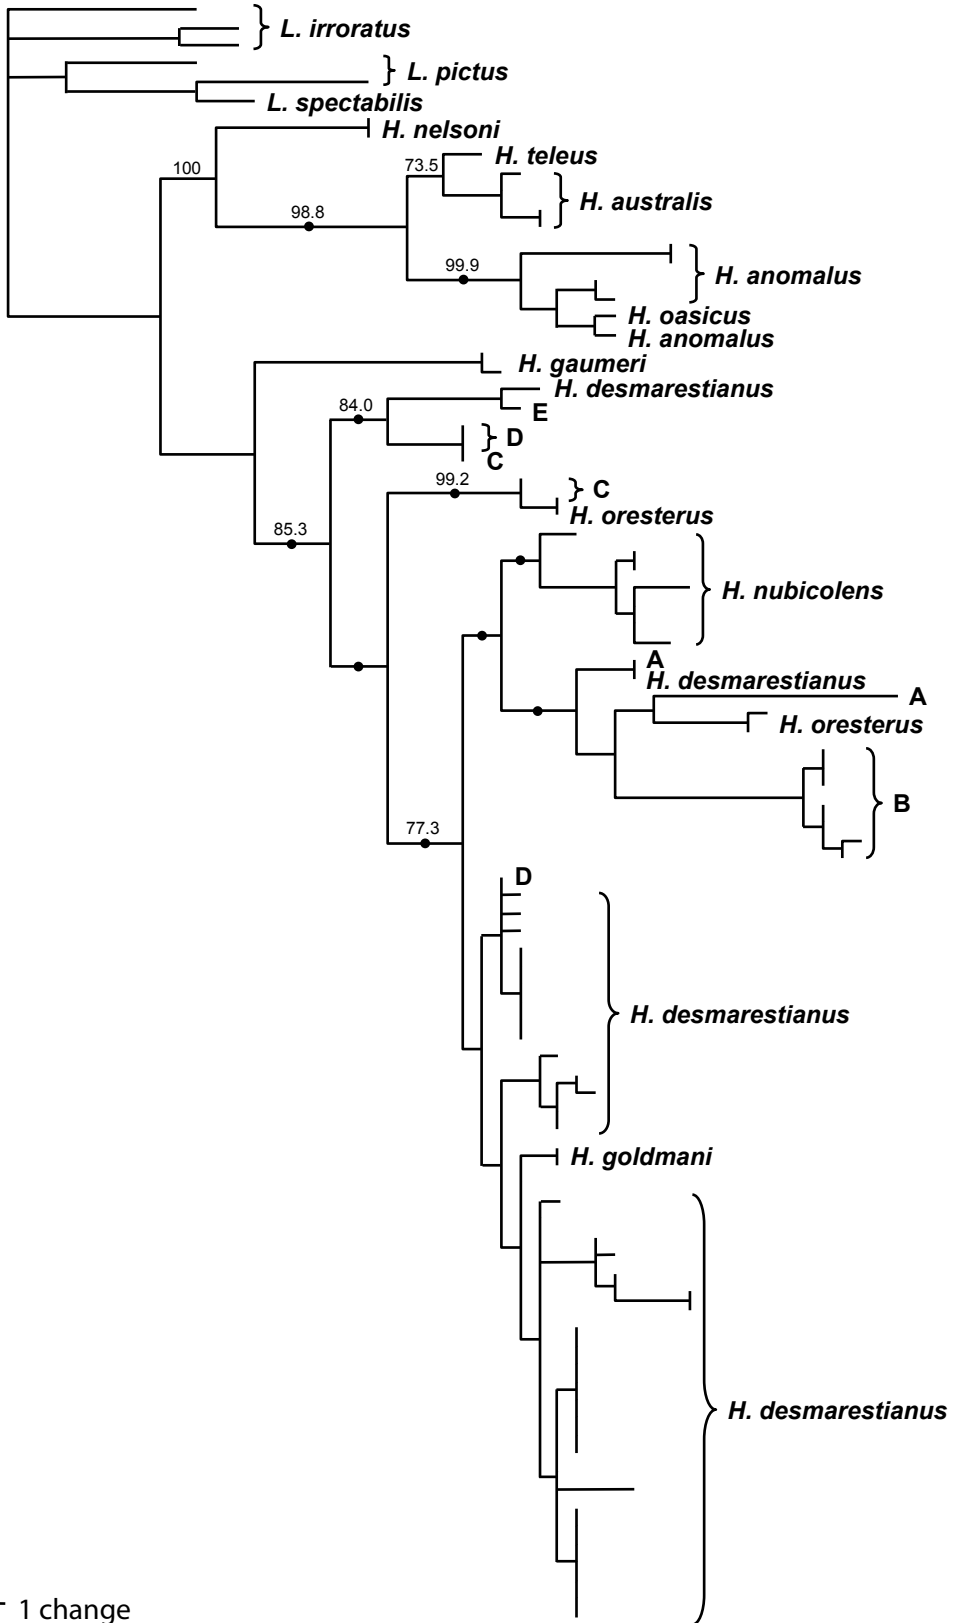 L. irroratus
L. pictus
L. spectabilis
H. nelsoni
H. teleus
73.5
100
H. australis
98.8
99.9
H. anomalus
H. oasicus
H. anomalus
H. gaumeri
H. desmarestianus
84.0
E
D
C
99.2
C
H. oresterus
85.3
H. nubicolens
A
H. desmarestianus
A
H. oresterus
B
77.3
D
H. desmarestianus
H. goldmani
H. desmarestianus
1 change